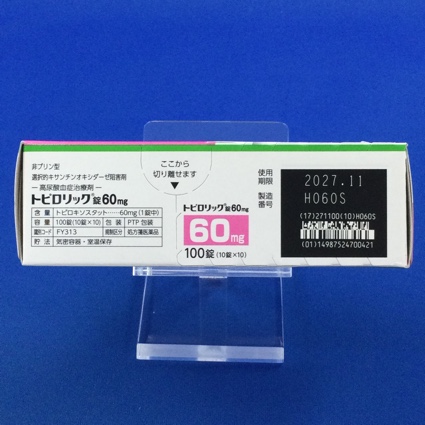 非プリン型
選択的キサンチンオキシダーゼ阻害剤
―高尿酸血症治療剤―
トピロリック®錠60mg
含量 トピロキソスタット……60mg(1錠中)
容量 100錠(10錠×10) 包装 PTP包装
識別コード FY313 規制区分 処方箋医薬品
貯法 気密容器・室温保存
ここから
切り離せます
トピロリック®錠60mg
60mg
100錠(10錠×10)
使用
期限
製造
番号
2027.11
H060S
(17)271100(10)H060S
(01)14987524700421